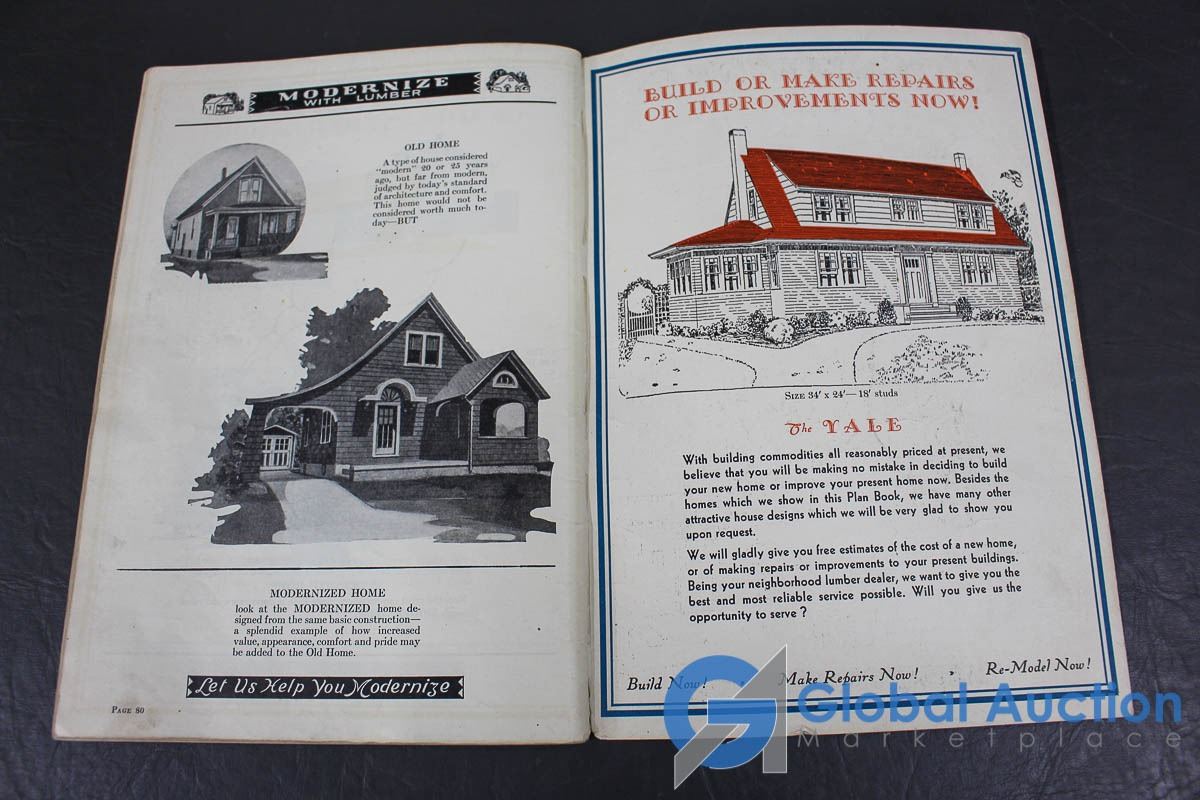 MODERNIZE
WITH LUMBER
OLD HOME
A type of house considered
"modern" 20 or 25 years
ago, but far from modern,
judged by today's standard
of architecture and comfort.
This home would not be
considered worth much to-
day—BUT
MODERNIZED HOME
look at the MODERNIZED home de-
signed from the same basic construction—
a splendid example of how increased
value, appearance, comfort and pride may
be added to the Old Home.
Let Us Help You Modernize
PAGE 80
BUILD OR MAKE REPAIRS
OR IMPROVEMENTS NOW!
SIZE 34' x 24'—18' studs
The YALE
With building commodities all reasonably priced at present, we
believe that you will be making no mistake in deciding to build
your new home or improve your present home now. Besides the
homes which we show in this Plan Book, we have many other
attractive house designs which we will be very glad to show you
upon request.
We will gladly give you free estimates of the cost of a new home,
or of making repairs or improvements to your present buildings.
Being your neighborhood lumber dealer, we want to give you the
best and most reliable service possible. Will you give us the
opportunity to serve?
Build Now! • Make Repairs Now! • Re-Model Now!
Global Auction
Marketplace